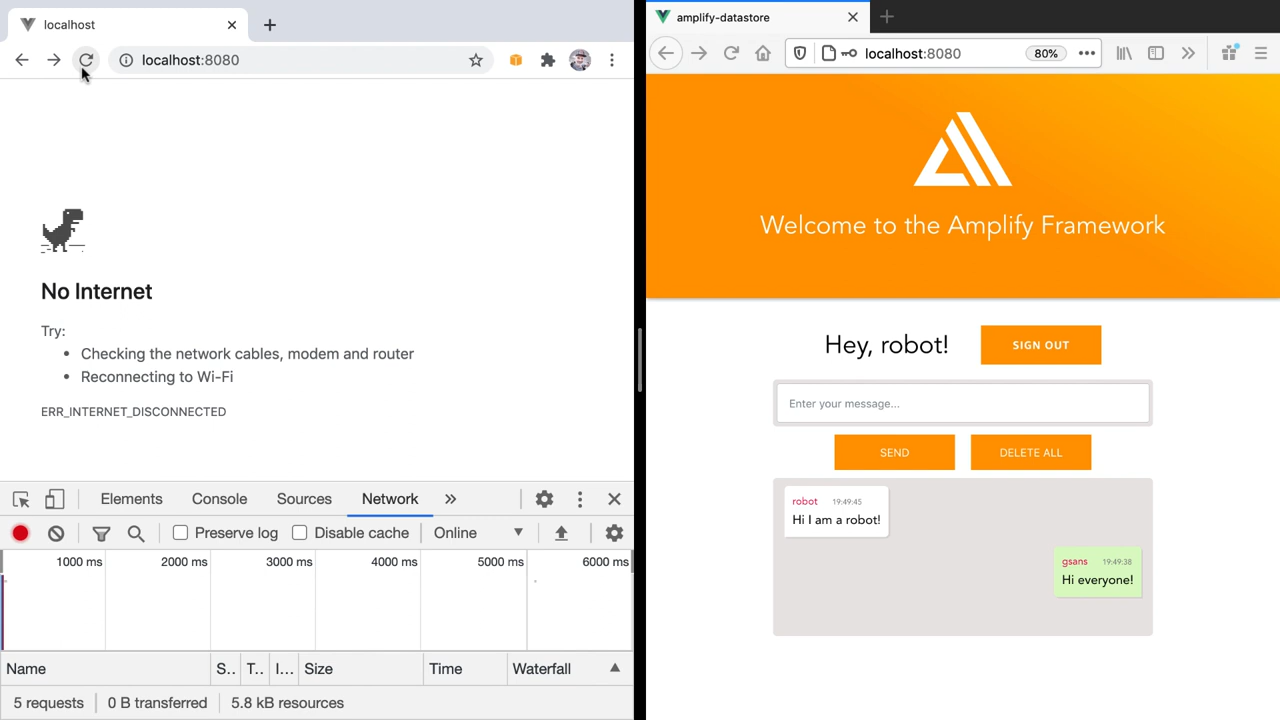 localhost
localhost:8080
No Internet
Try:
• Checking the network cables, modem and router
• Reconnecting to Wi-Fi
ERR_INTERNET_DISCONNECTED
Elements Console Sources Network
Preserve log Disable cache Online
1000 ms 2000 ms 3000 ms 4000 ms 5000 ms 6000 ms
Name S.. T.. I... Size Time Waterfall
5 requests 0 B transferred 5.8 kB resources
amplify-datastore
localhost:8080 80%
Welcome to the Amplify Framework
Hey, robot! SIGN OUT
Enter your message...
SEND DELETE ALL
robot 19:49:45
Hi I am a robot!
gsans 19:49:38
Hi everyone!